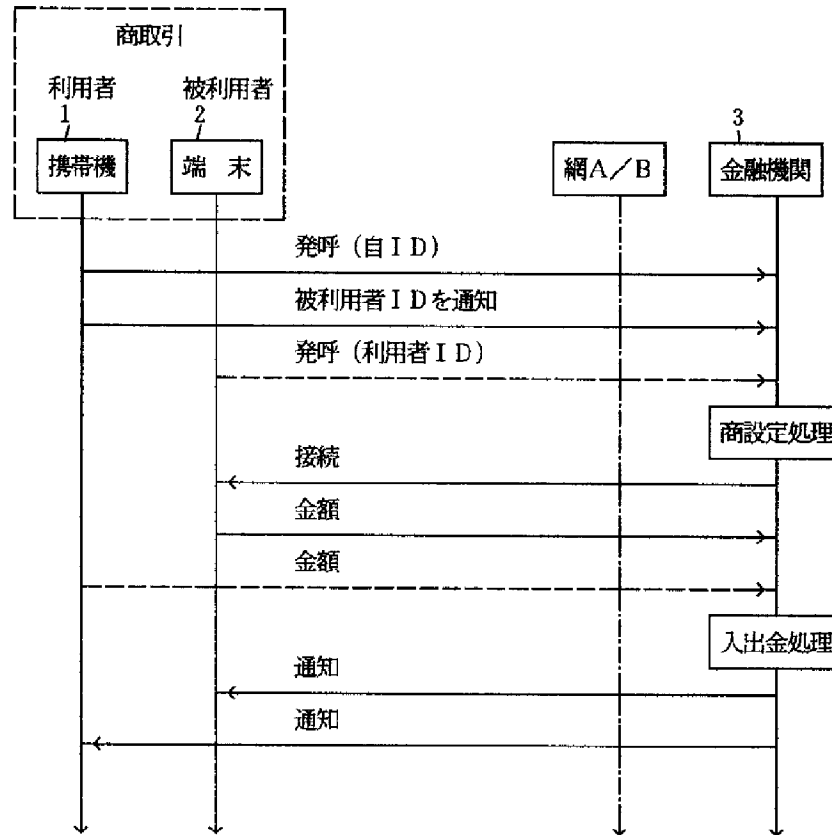 商取引
利用者
被利用者
1
2
3
携帯機
端 末
網A/B
金融機関
発呼(自ID)
被利用者IDを通知
発呼(利用者ID)
商設定処理
接続
金額
金額
入出金処理
通知
通知